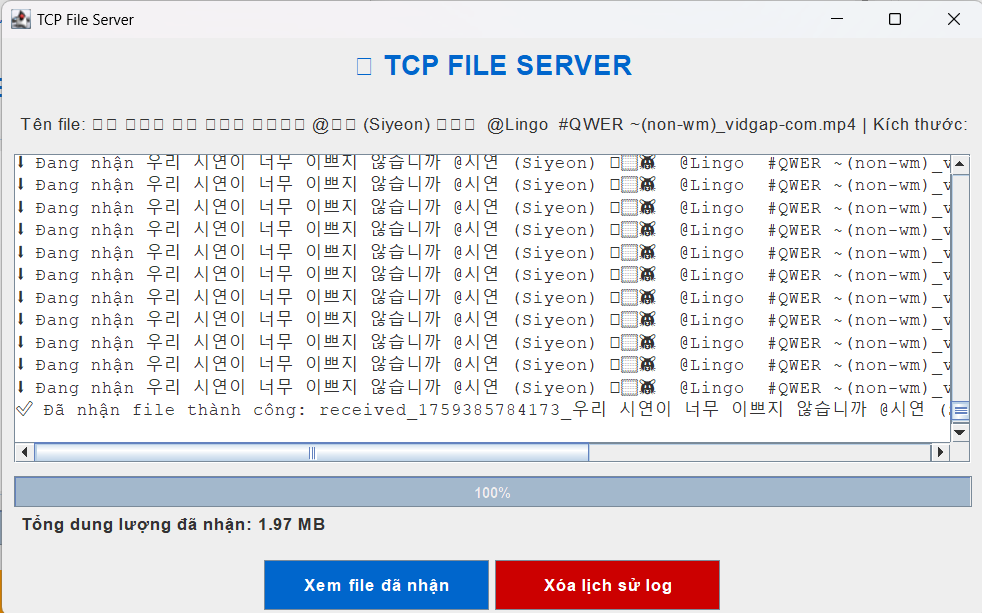 TCP File Server
TCP FILE SERVER
Tên file: (Siyeon) @Lingo #QWER ~(non-wm)_vidgap-com.mp4 | Kích thước:
⬇ Đang nhận 우리 시연이 너무 이쁘지 않습니까 @시연 (Siyeon) @Lingo #QWER ~(non-wm)_v
⬇ Đang nhận 우리 시연이 너무 이쁘지 않습니까 @시연 (Siyeon) @Lingo #QWER ~(non-wm)_v
⬇ Đang nhận 우리 시연이 너무 이쁘지 않습니까 @시연 (Siyeon) @Lingo #QWER ~(non-wm)_v
⬇ Đang nhận 우리 시연이 너무 이쁘지 않습니까 @시연 (Siyeon) @Lingo #QWER ~(non-wm)_v
⬇ Đang nhận 우리 시연이 너무 이쁘지 않습니까 @시연 (Siyeon) @Lingo #QWER ~(non-wm)_v
⬇ Đang nhận 우리 시연이 너무 이쁘지 않습니까 @시연 (Siyeon) @Lingo #QWER ~(non-wm)_v
⬇ Đang nhận 우리 시연이 너무 이쁘지 않습니까 @시연 (Siyeon) @Lingo #QWER ~(non-wm)_v
⬇ Đang nhận 우리 시연이 너무 이쁘지 않습니까 @시연 (Siyeon) @Lingo #QWER ~(non-wm)_v
⬇ Đang nhận 우리 시연이 너무 이쁘지 않습니까 @시연 (Siyeon) @Lingo #QWER ~(non-wm)_v
⬇ Đang nhận 우리 시연이 너무 이쁘지 않습니까 @시연 (Siyeon) @Lingo #QWER ~(non-wm)_v
⬇ Đang nhận 우리 시연이 너무 이쁘지 않습니까 @시연 (Siyeon) @Lingo #QWER ~(non-wm)_v
✅ Đã nhận file thành công: received_1759385784173_우리 시연이 너무 이쁘지 않습니까 @시연 (
100%
Tổng dung lượng đã nhận: 1.97 MB
Xem file đã nhận
Xóa lịch sử log